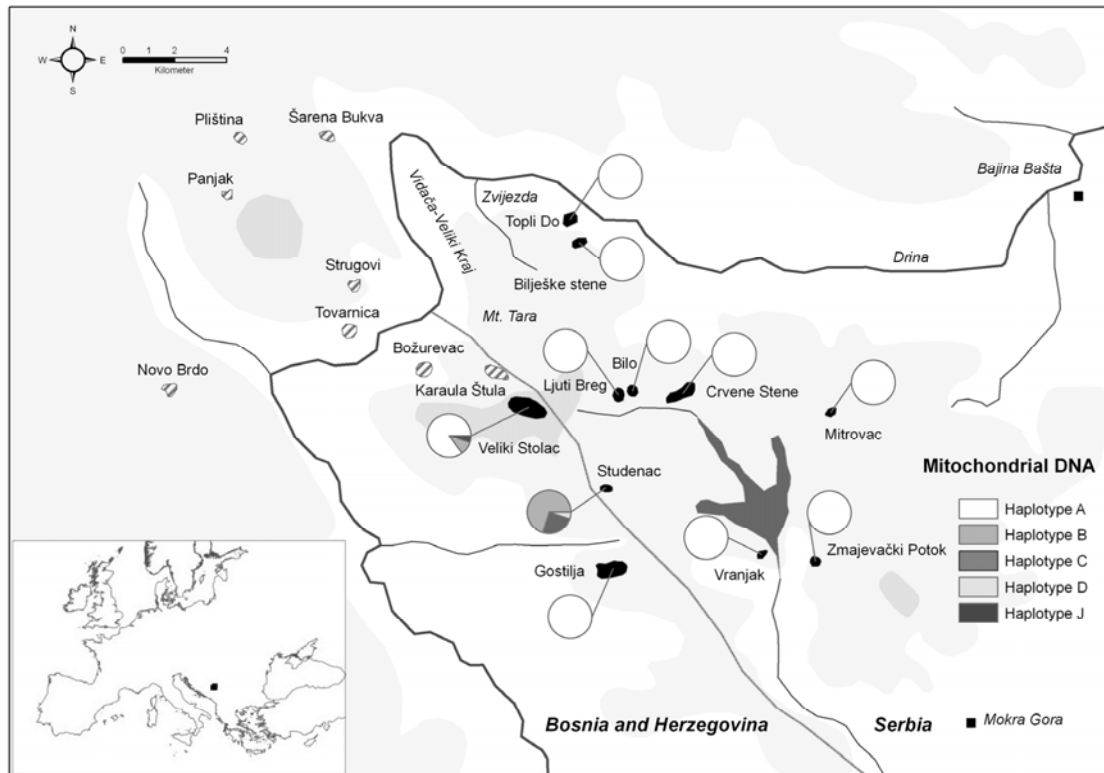 N
W E
S
0 1 2 4
Kilometer
Pliština
Šarena Bukva
Panjak
Vidača-Veliki Kraj
Zvijezda
Topli Do
Bajina Bašta
Bilješke stene
Drina
Strugovi
Tovarnica
Mt. Tara
Božurevac
Novo Brdo
Karaula Štula
Ljuti Breg
Bilo
Crvene Stene
Mitrovac
Veliki Stolac
Studenac
Mitochondrial DNA
Haplotype A
Haplotype B
Haplotype C
Haplotype D
Haplotype J
Gostilja
Vranjak
Zmajevački Potok
Bosnia and Herzegovina
Serbia
Mokra Gora